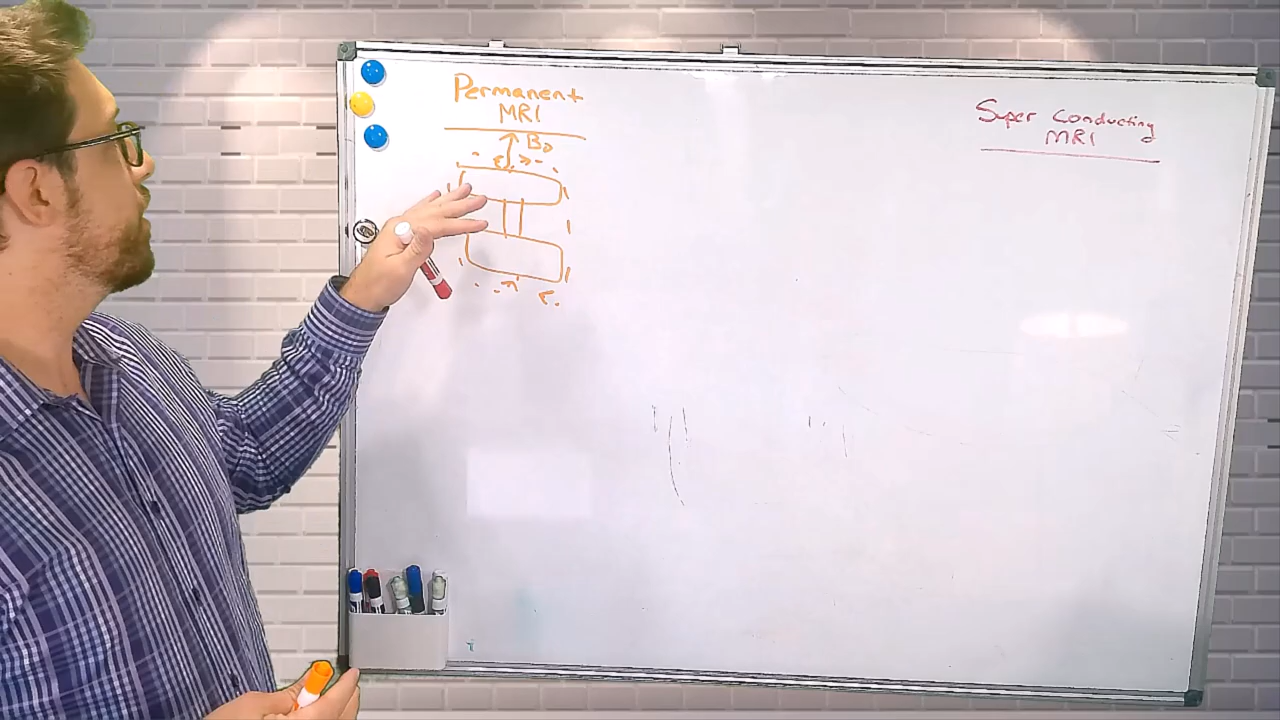 Permanent
MRI
B₀
Super Conducting
MRI